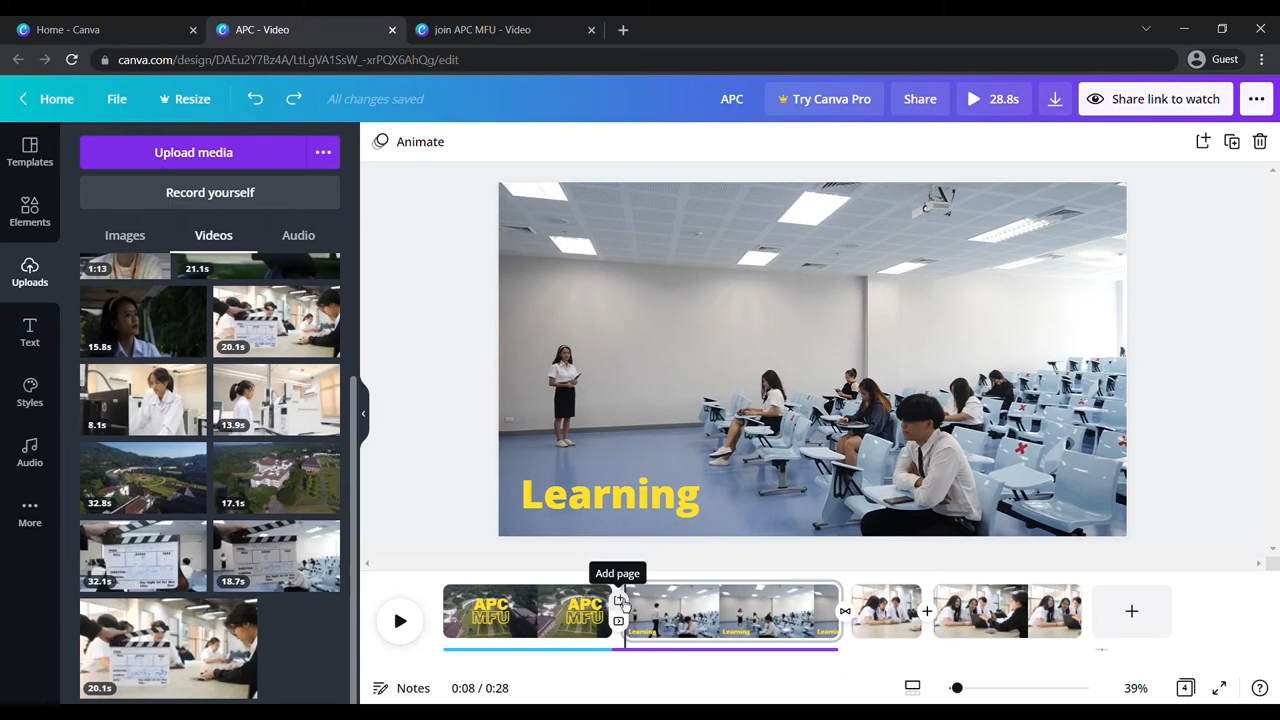 Home - Canva
APC - Video
join APC MFU - Video
canva.com/design/DAEu2Y7Bz4A/LtLgVA1SsW_-xrPQX6AhQg/edit
Guest
Home
File
Resize
All changes saved
APC
Try Canva Pro
Share
28.8s
Share link to watch
Templates
Elements
Uploads
Text
Styles
Audio
More
Upload media
Record yourself
Images
Videos
Audio
1:13
21.1s
15.8s
20.1s
8.1s
13.9s
32.8s
17.1s
32.1s
18.7s
20.1s
Animate
Learning
Add page
APC
MFU
APC
MFU
Learning
Learning
Learni
Notes
0:08 / 0:28
39%
4